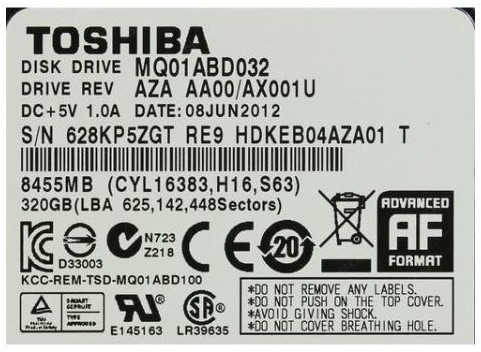 TOSHIBA
DISK DRIVE MQ01ABD032
DRIVE REV AZA AA00/AX001U
DC+5V 1.0A DATE:08JUN2012
S/N 628KP5ZGT RE9 HDKEB04AZA01 T
8455MB (CYL16383,H16,S63)
320GB(LBA 625,142,448Sectors)
ADVANCED
AF
FORMAT
D33003
N723
Z218
CE
20
KCC-REM-TSD-MQ01ABD100
*DO NOT REMOVE ANY LABELS.
*DO NOT PUSH ON THE TOP COVER.
*AVOID GIVING SHOCK.
*DO NOT COVER BREATHING HOLE.
E145163
LR39635